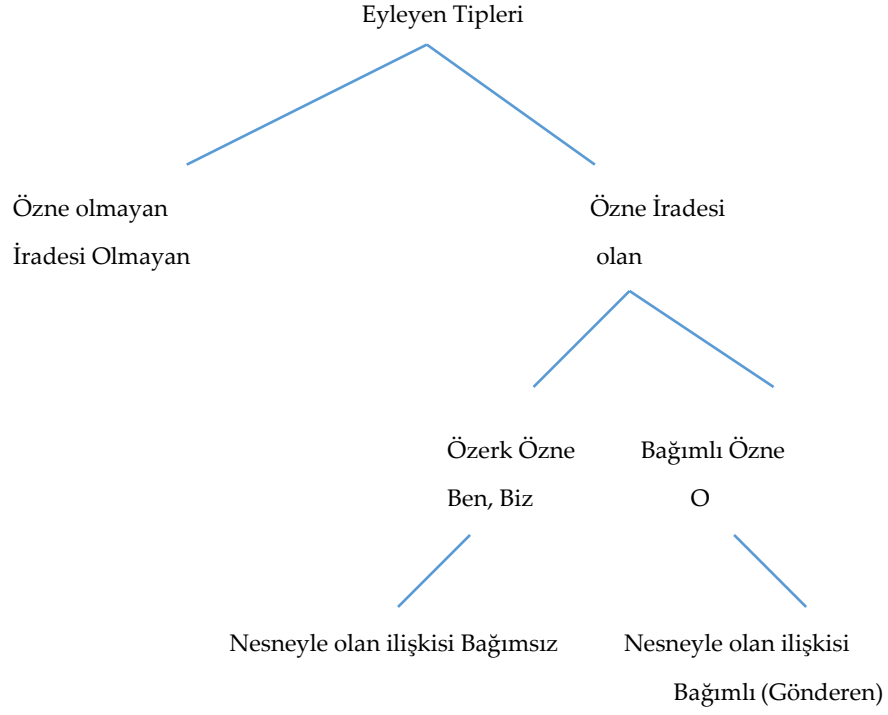 Eyleyen Tipleri
Özne olmayan
İradesi Olmayan
Özne İradesi
olan
Özerk Özne
Ben, Biz
Bağımlı Özne
O
Nesneyle olan ilişkisi Bağımsız
Nesneyle olan ilişkisi
Bağımlı (Gönderen)